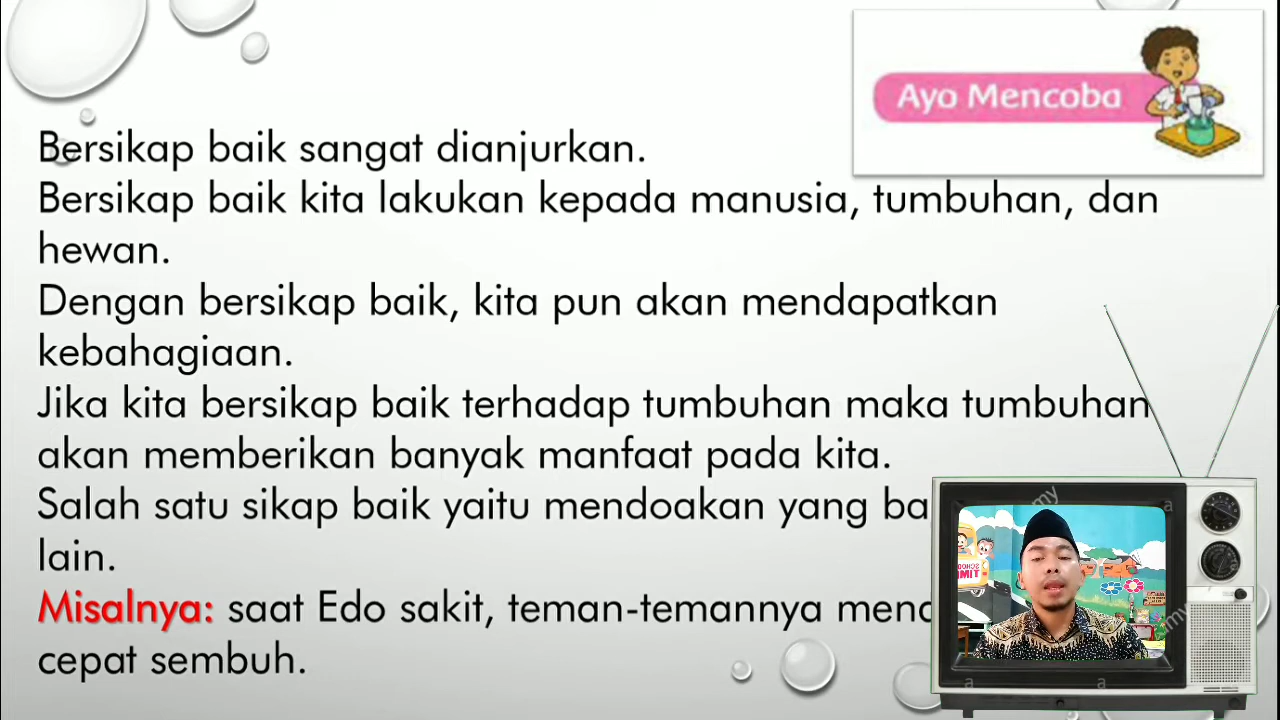 Ayo Mencoba
Bersikap baik sangat dianjurkan.
Bersikap baik kita lakukan kepada manusia, tumbuhan, dan
hewan.
Dengan bersikap baik, kita pun akan mendapatkan
kebahagiaan.
Jika kita bersikap baik terhadap tumbuhan maka tumbuhan
akan memberikan banyak manfaat pada kita.
Salah satu sikap baik yaitu mendoakan yang
lain.
Misalnya: saat Edo sakit, teman-temannya
cepat sembuh.